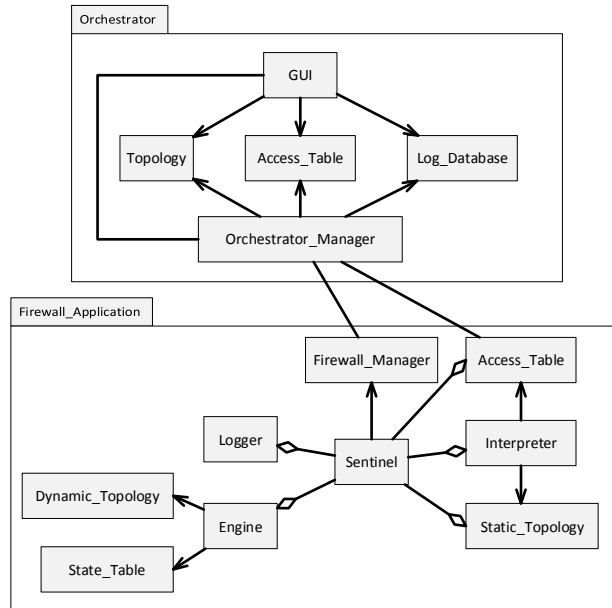 Orchestrator
GUI
Topology
Access_Table
Log_Database
Orchestrator_Manager
Firewall_Application
Firewall_Manager
Access_Table
Logger
Sentinel
Interpreter
Dynamic_Topology
Engine
Static_Topology
State_Table